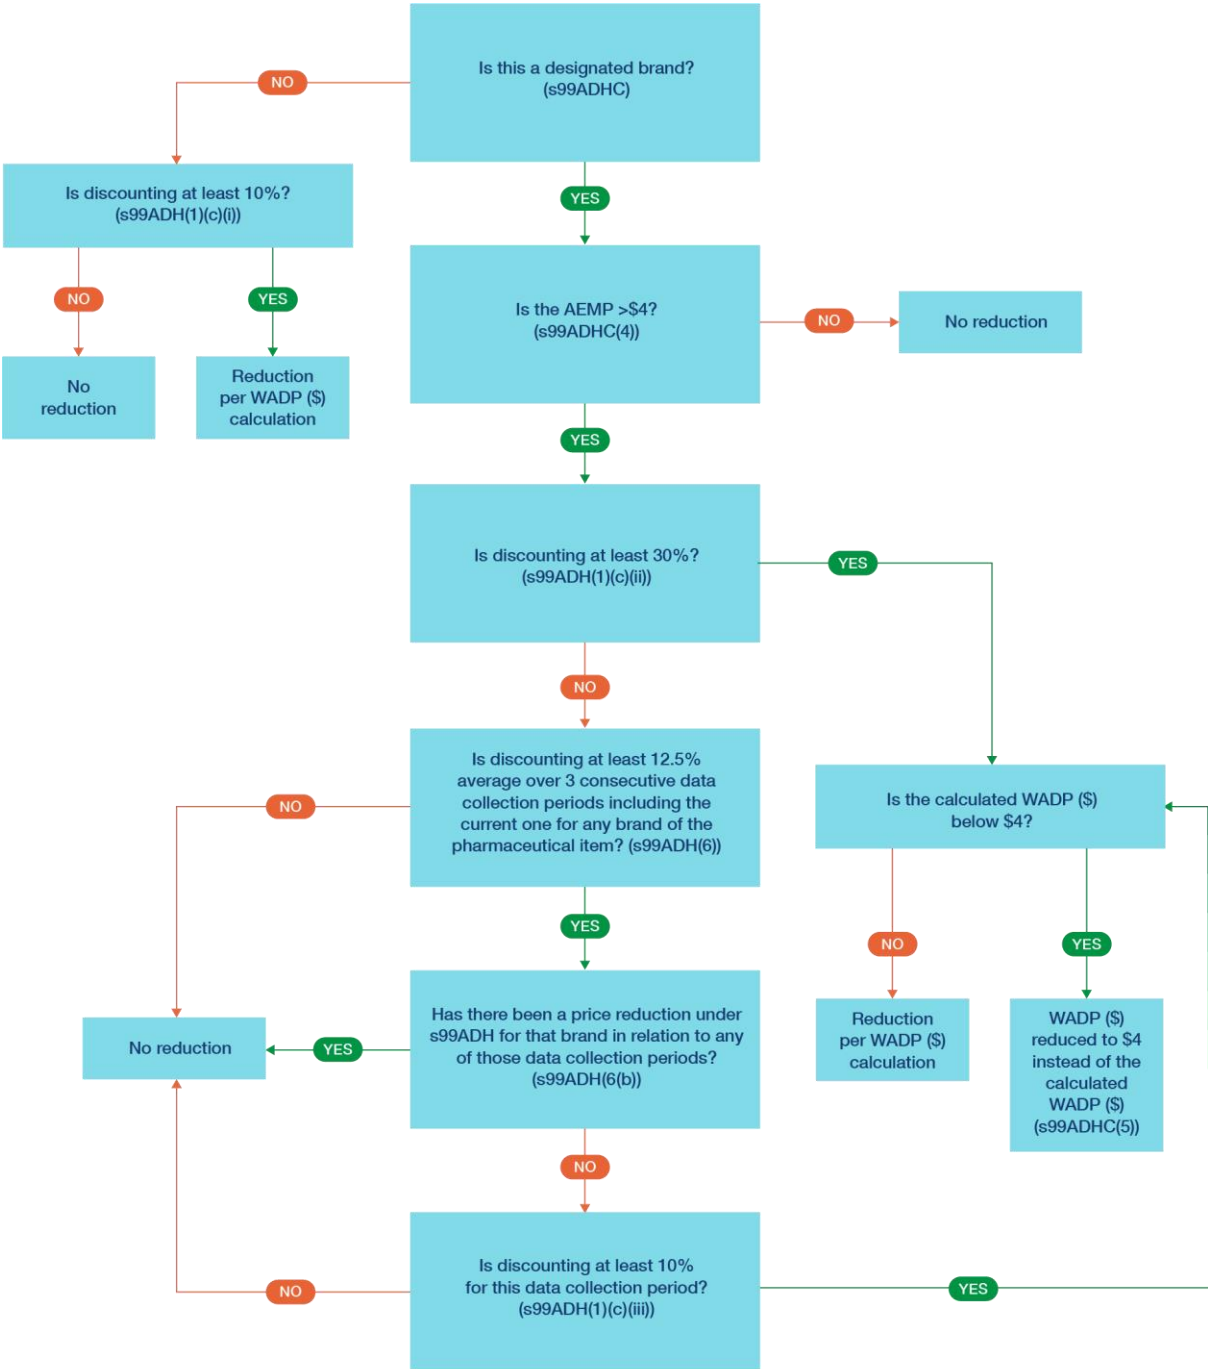 Is this a designated brand?
(s99ADHC)
NO
Is discounting at least 10%?
(s99ADH(1)(c)(i))
YES
NO
YES
Is the AEMP >$4?
(s99ADHC(4))
NO
No reduction
No
reduction
Reduction
per WADP ($)
calculation
YES
Is discounting at least 30%?
(s99ADH(1)(c)(ii))
YES
NO
Is discounting at least 12.5%
average over 3 consecutive data
collection periods including the
current one for any brand of the
pharmaceutical item? (s99ADH(6))
NO
Is the calculated WADP ($)
below $4?
YES
NO
YES
Has there been a price reduction under
s99ADH for that brand in relation to any
of those data collection periods?
(s99ADH(6(b))
YES
No reduction
Reduction
per WADP ($)
calculation
WADP ($)
reduced to $4
instead of the
calculated
WADP ($)
(s99ADHC(5))
NO
Is discounting at least 10%
for this data collection period?
(s99ADH(1)(c)(iii))
NO
YES